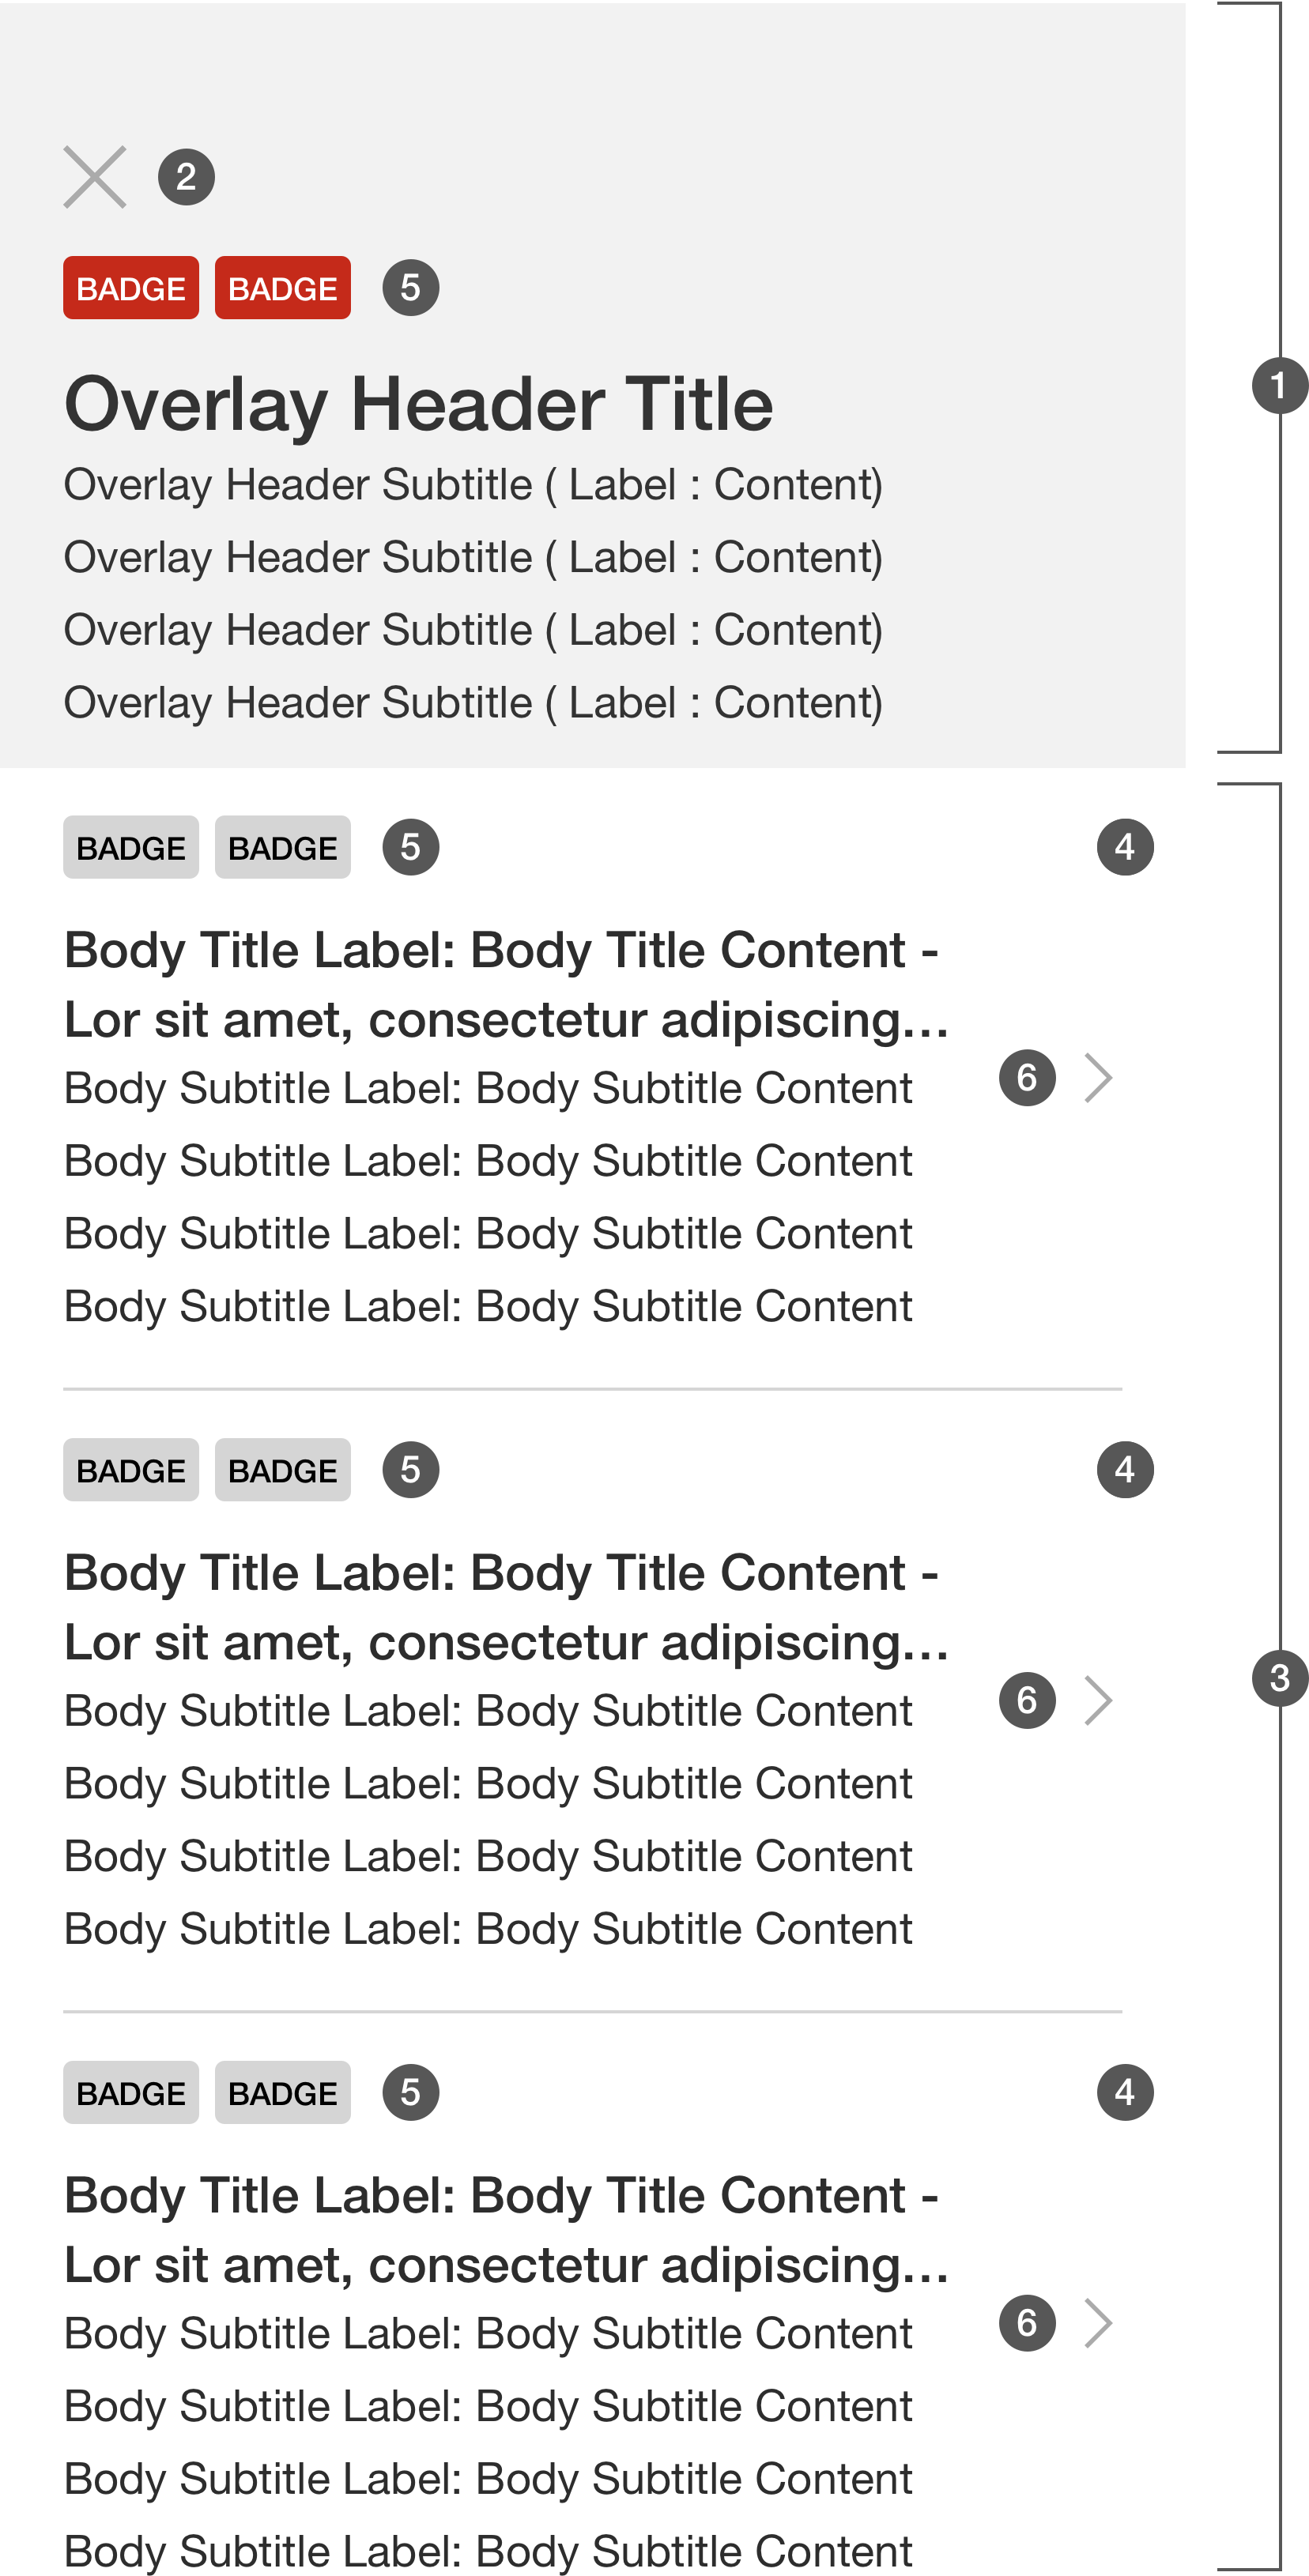 2
BADGE BADGE 5
Overlay Header Title
1
Overlay Header Subtitle ( Label : Content)
Overlay Header Subtitle ( Label : Content)
Overlay Header Subtitle ( Label : Content)
Overlay Header Subtitle ( Label : Content)
BADGE BADGE 5 4
Body Title Label: Body Title Content -
Lor sit amet, consectetur adipiscing...
Body Subtitle Label: Body Subtitle Content 6
Body Subtitle Label: Body Subtitle Content
Body Subtitle Label: Body Subtitle Content
Body Subtitle Label: Body Subtitle Content
BADGE BADGE 5 4
Body Title Label: Body Title Content -
Lor sit amet, consectetur adipiscing...
3
Body Subtitle Label: Body Subtitle Content 6
Body Subtitle Label: Body Subtitle Content
Body Subtitle Label: Body Subtitle Content
Body Subtitle Label: Body Subtitle Content
BADGE BADGE 5 4
Body Title Label: Body Title Content -
Lor sit amet, consectetur adipiscing...
Body Subtitle Label: Body Subtitle Content 6
Body Subtitle Label: Body Subtitle Content
Body Subtitle Label: Body Subtitle Content
Body Subtitle Label: Body Subtitle Content